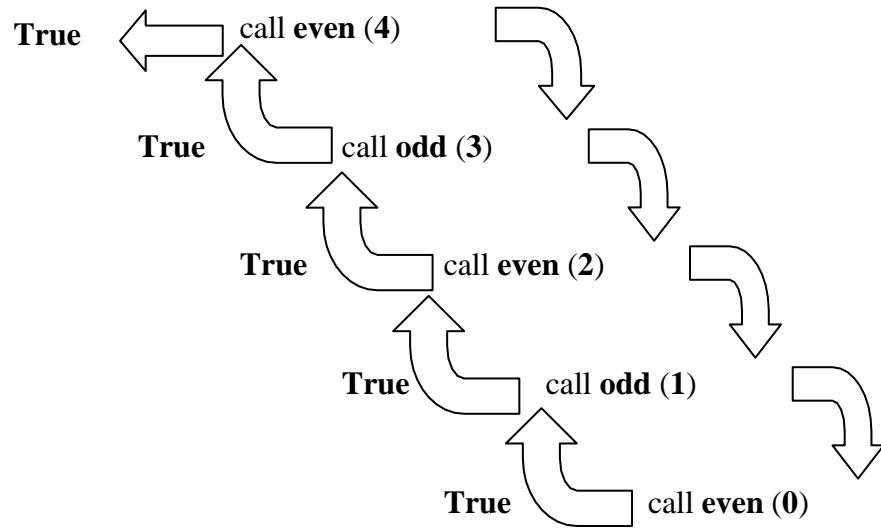 True call even (4)
True call odd (3)
True call even (2)
True call odd (1)
True call even (0)